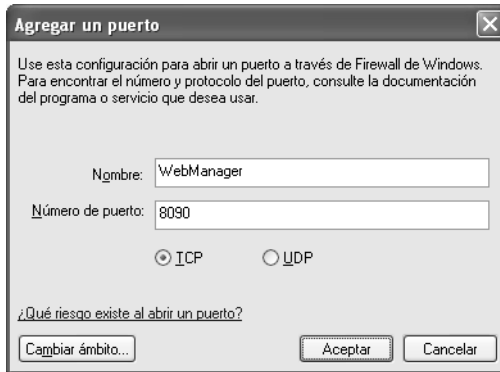 Agregar un puerto
Use esta configuración para abrir un puerto a través de Firewall de Windows.
Para encontrar el número y protocolo del puerto, consulte la documentación
del programa o servicio que desea usar.
Nombre: WebManager
Número de puerto: 8090
TCP UDP
¿Qué riesgo existe al abrir un puerto?
Cambiar ámbito... Aceptar Cancelar